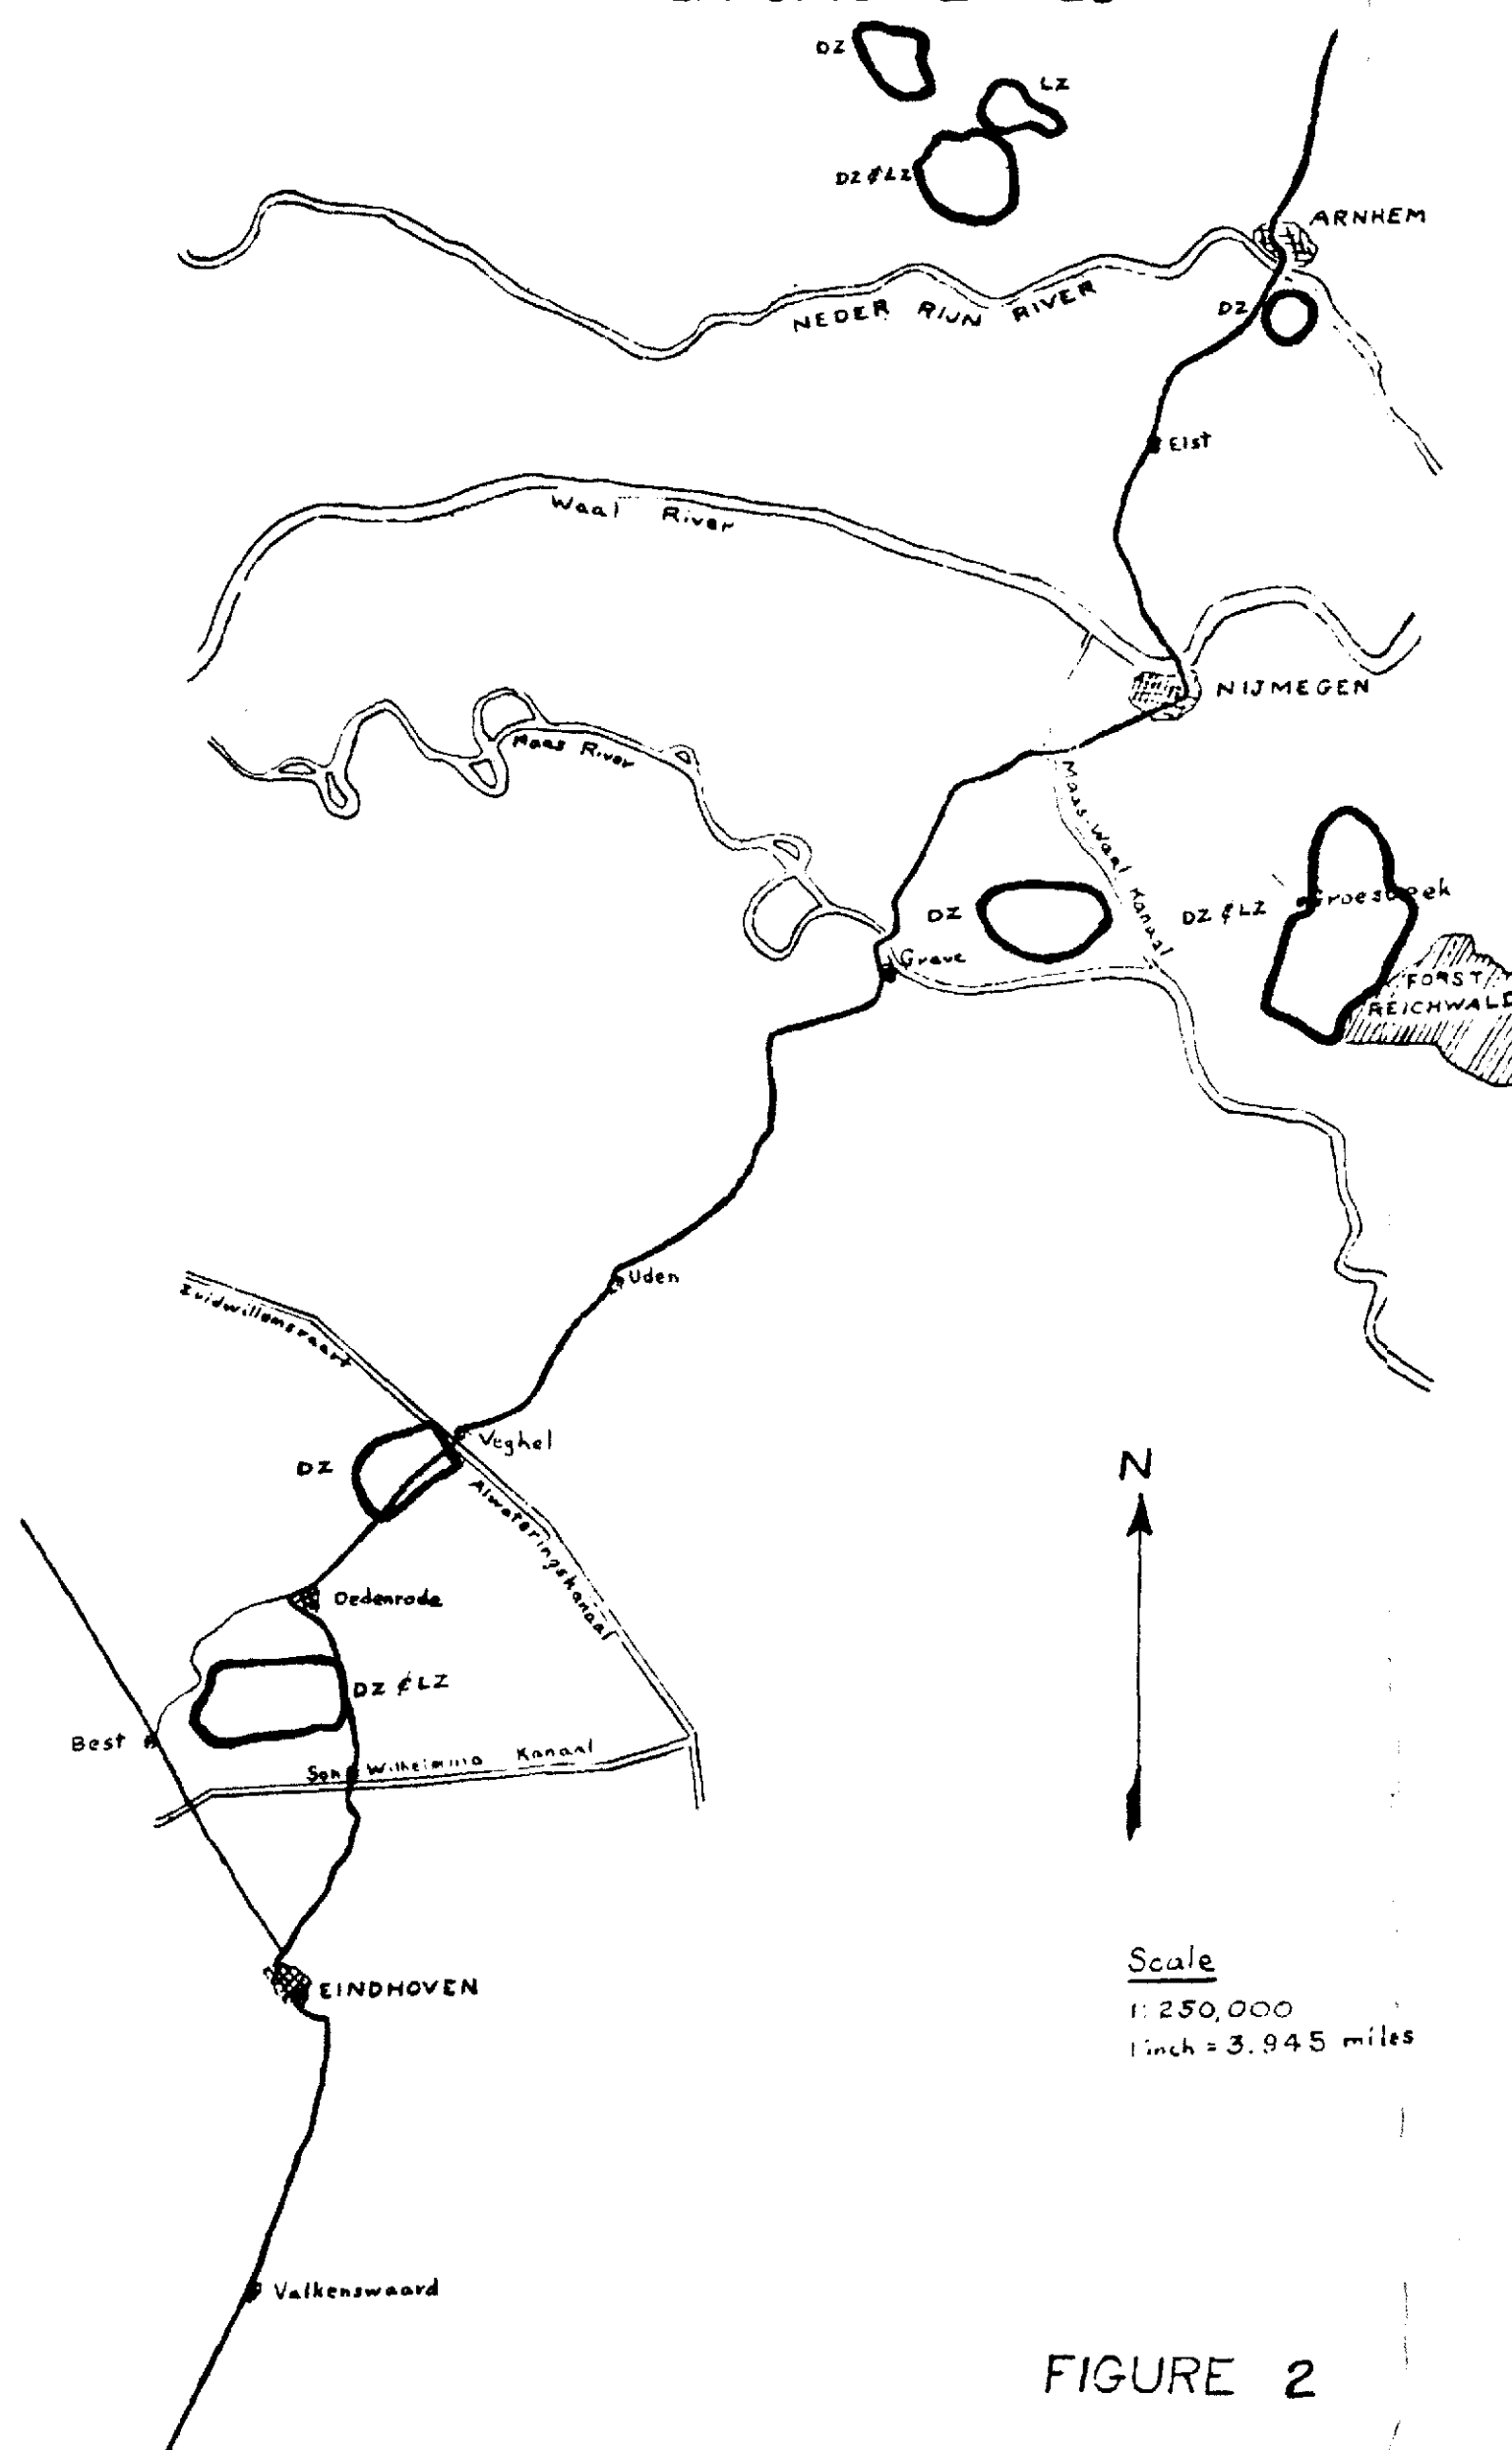 DZ
LZ
DZ & LZ
ARNHEM
NEDER RIJN RIVER
DZ
Elst
Waal River
NIJMEGEN
Maas River
Maas-Waal Kanaal
DZ
DZ & LZ
Groesbeek
Grave
FORST
REICHWALD
Uden
Zuidwillemsvaart
Veghel
DZ
Alwateringskanaal
N
Oedenrode
DZ & LZ
Best
Son
Wilhelmina Kanaal
Scale
EINDHOVEN
1:250,000
1 inch = 3.945 miles
Valkenswaard
FIGURE 2